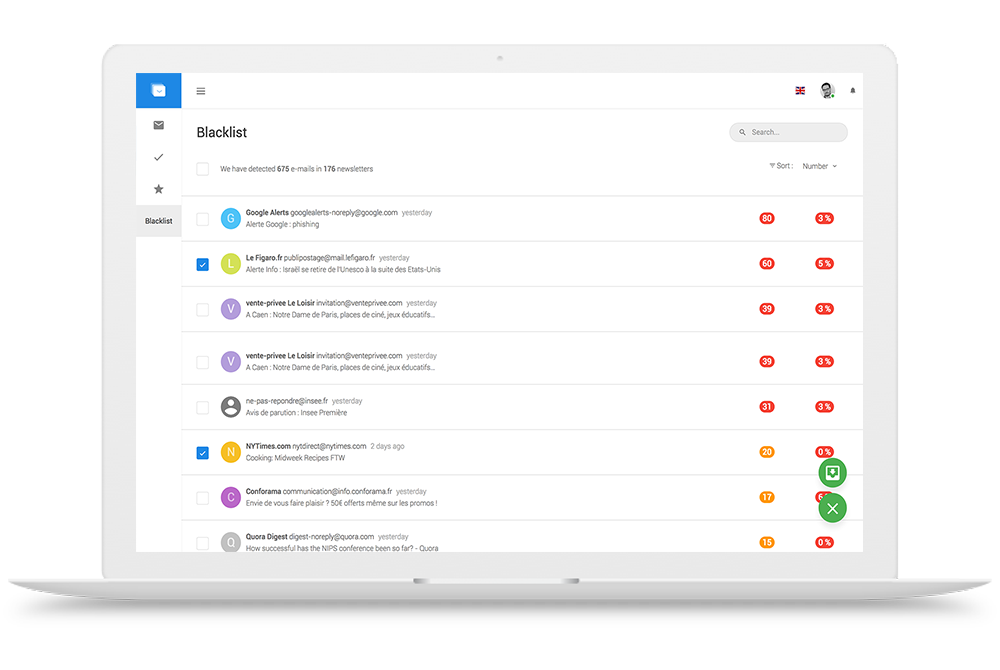 Blacklist
Search...
We have detected 675 e-mails in 176 newsletters
Sort : Number
Blacklist
G Google Alerts googlealerts-noreply@google.com yesterday 80 3 %
Alerte Google : phishing
L Le Figaro.fr publipostage@mail.lefigaro.fr yesterday 60 5 %
Alerte Info : Israël se retire de l'Unesco à la suite des Etats-Unis
V vente-privee Le Loisir invitation@venteprivee.com yesterday 39 3 %
A Caen : Notre Dame de Paris, places de ciné, jeux éducatifs...
V vente-privee Le Loisir invitation@venteprivee.com yesterday 39 3 %
A Caen : Notre Dame de Paris, places de ciné, jeux éducatifs...
ne-pas-repondre@insee.fr yesterday 31 3 %
Avis de parution : Insee Première
N NYTimes.com nytdirect@nytimes.com 2 days ago 20 0 %
Cooking: Midweek Recipes FTW
C Conforama communication@info.conforama.fr yesterday 17
Envie de vous faire plaisir ? 50€ offerts même sur les promos !
Q Quora Digest digest-noreply@quora.com yesterday 15 0 %
How successful has the NIPS conference been so far? - Quora